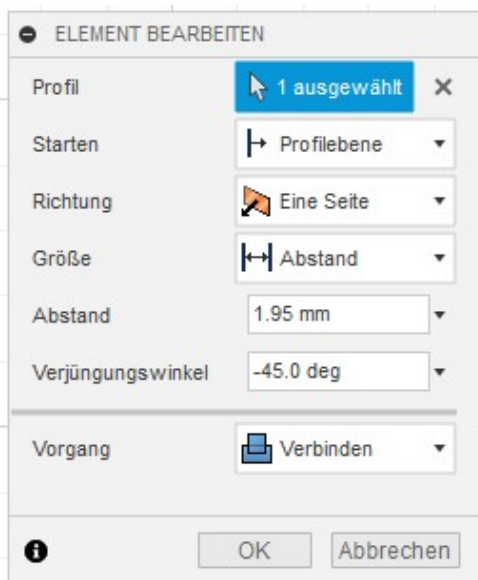 ELEMENT BEARBEITEN
Profil 1 ausgewählt
Starten Profilebene
Richtung Eine Seite
Größe Abstand
Abstand 1.95 mm
Verjüngungswinkel -45.0 deg
Vorgang Verbinden
OK Abbrechen